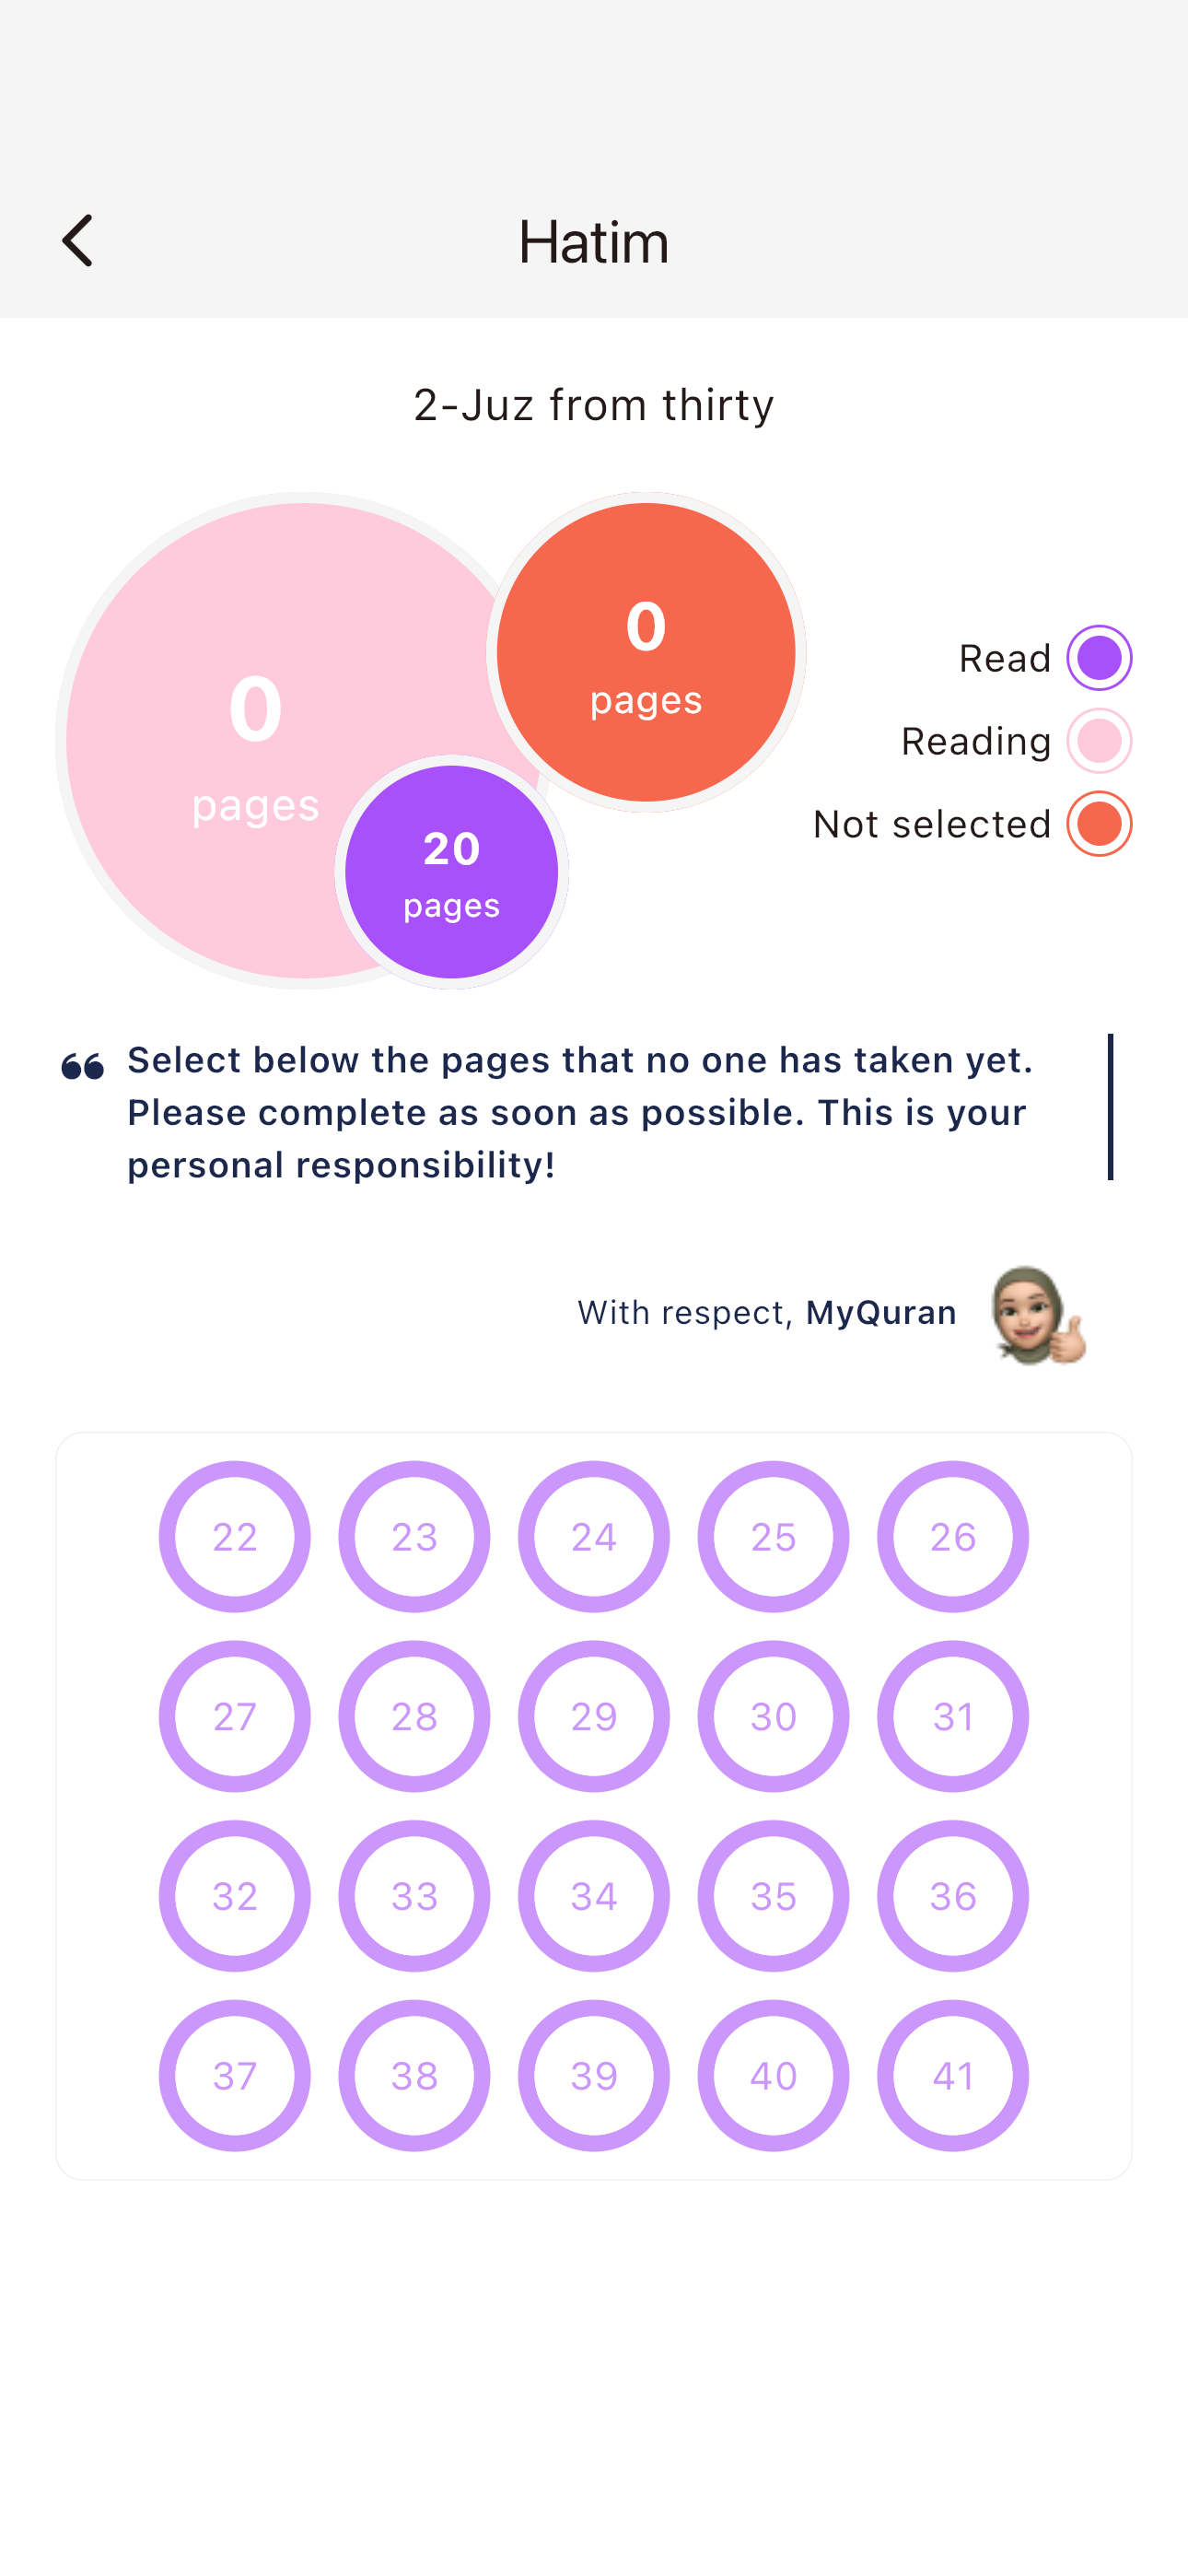 Hatim
2-Juz from thirty
0
pages
0
pages
20
pages
Read
Reading
Not selected
Select below the pages that no one has taken yet.
Please complete as soon as possible. This is your
personal responsibility!
With respect, MyQuran
22 23 24 25 26
27 28 29 30 31
32 33 34 35 36
37 38 39 40 41